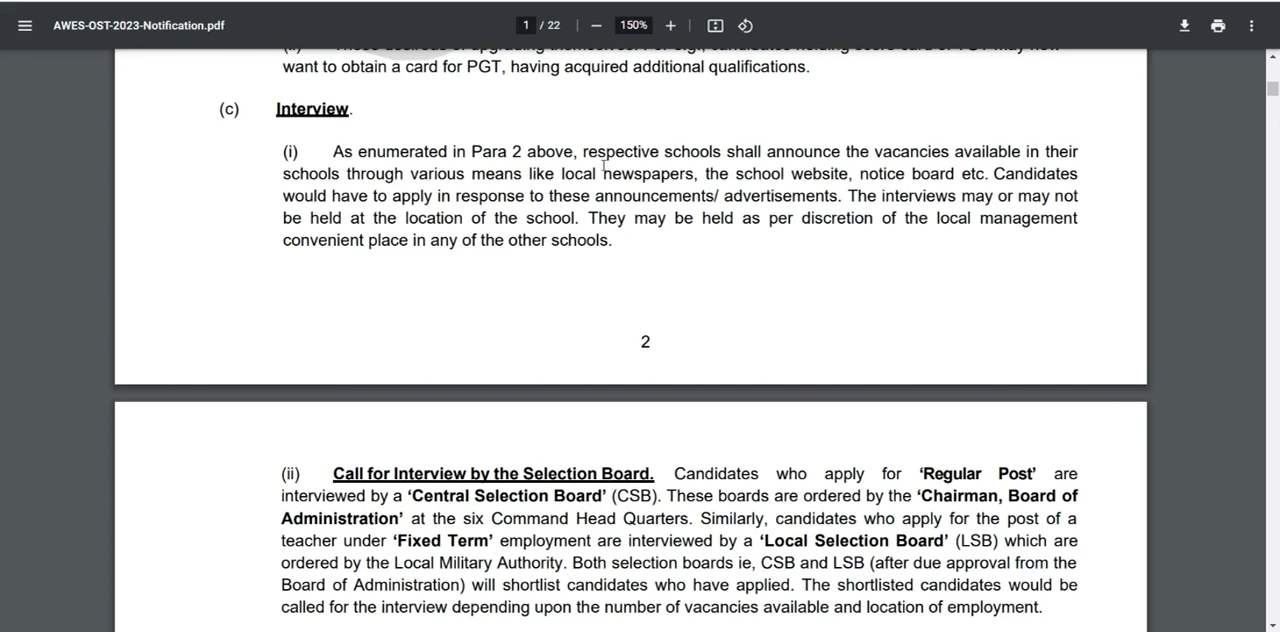 AWES-OST-2023-Notification.pdf
1 / 22
150%
want to obtain a card for PGT, having acquired additional qualifications.
(c) Interview.
(i) As enumerated in Para 2 above, respective schools shall announce the vacancies available in their
schools through various means like local newspapers, the school website, notice board etc. Candidates
would have to apply in response to these announcements/ advertisements. The interviews may or may not
be held at the location of the school. They may be held as per discretion of the local management
convenient place in any of the other schools.
2
(ii) Call for Interview by the Selection Board. Candidates who apply for ‘Regular Post’ are
interviewed by a ‘Central Selection Board’ (CSB). These boards are ordered by the ‘Chairman, Board of
Administration’ at the six Command Head Quarters. Similarly, candidates who apply for the post of a
teacher under ‘Fixed Term’ employment are interviewed by a ‘Local Selection Board’ (LSB) which are
ordered by the Local Military Authority. Both selection boards ie, CSB and LSB (after due approval from the
Board of Administration) will shortlist candidates who have applied. The shortlisted candidates would be
called for the interview depending upon the number of vacancies available and location of employment.